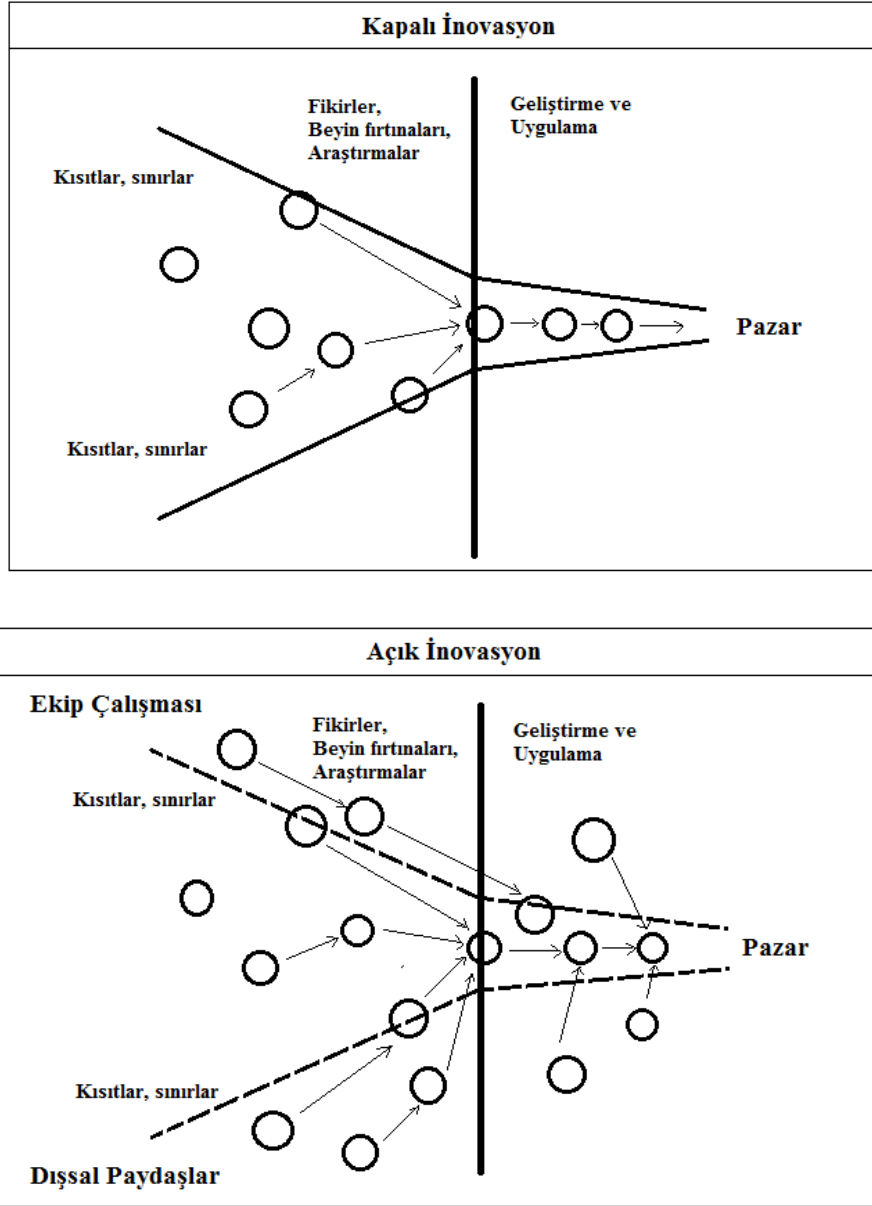 Kapalı İnovasyon
Fikirler,
Beyin fırtınaları,
Araştırmalar
Geliştirme ve
Uygulama
Kısıtlar, sınırlar
Pazar
Kısıtlar, sınırlar
Açık İnovasyon
Ekip Çalışması
Fikirler,
Beyin fırtınaları,
Araştırmalar
Geliştirme ve
Uygulama
Kısıtlar, sınırlar
Pazar
Kısıtlar, sınırlar
Dışsal Paydaşlar